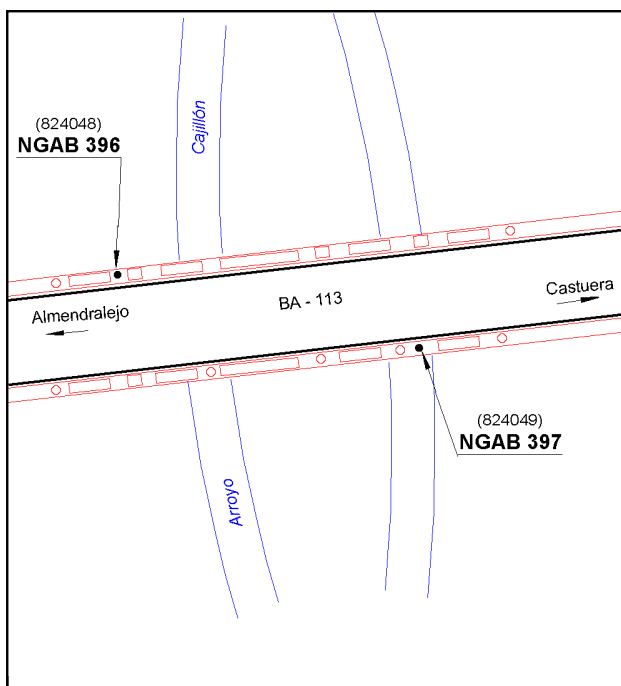 Cajillón
(824048)
NGAB 396
Castuera
BA - 113
Almendralejo
(824049)
NGAB 397
Arroyo